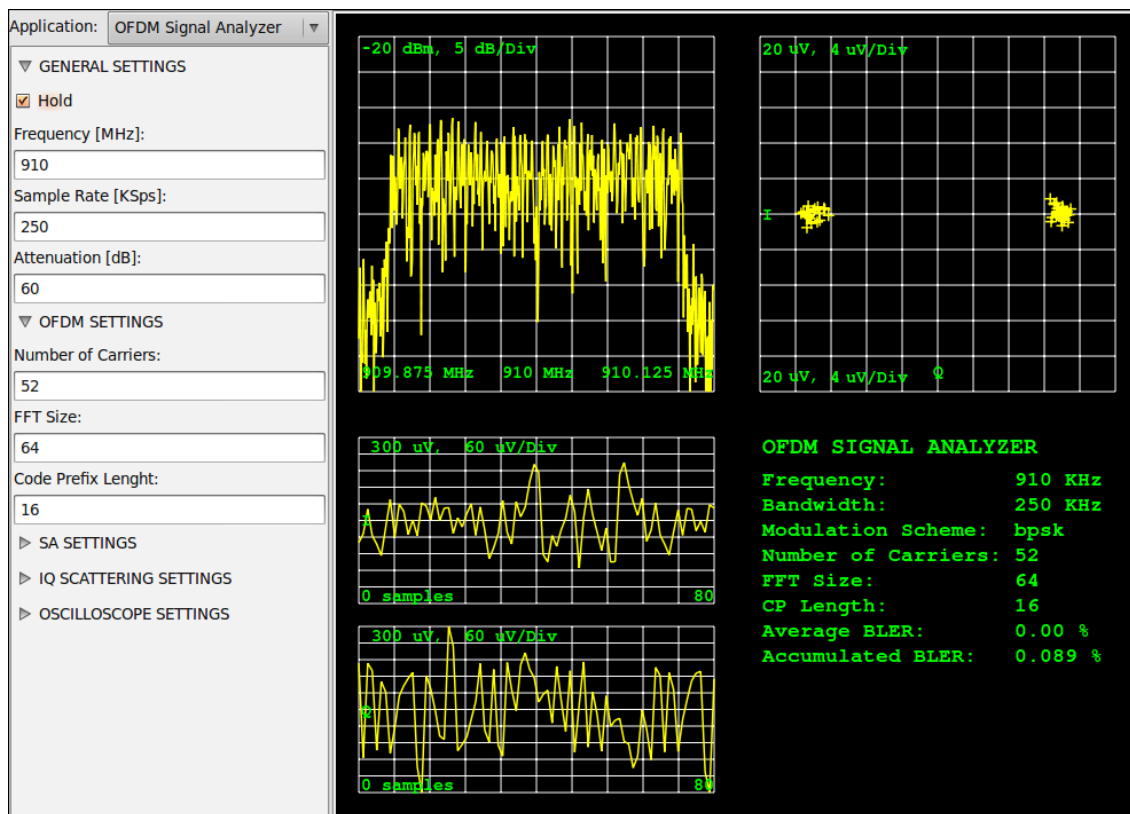 Application: OFDM Signal Analyzer
GENERAL SETTINGS
Hold
Frequency [MHz]:
910
Sample Rate [KSps]:
250
Attenuation [dB]:
60
OFDM SETTINGS
Number of Carriers:
52
FFT Size:
64
Code Prefix Lenght:
16
SA SETTINGS
IQ SCATTERING SETTINGS
OSCILLOSCOPE SETTINGS
-20 dBm, 5 dB/Div
909.875 MHz 910 MHz 910.125 MHz
20 uV, 4 uV/Div
I
20 uV, 4 uV/Div Q
300 uV, 60 uV/Div
I
0 samples 80
300 uV, 60 uV/Div
Q
0 samples 80
OFDM SIGNAL ANALYZER
Frequency: 910 KHz
Bandwidth: 250 KHz
Modulation Scheme: bpsk
Number of Carriers: 52
FFT Size: 64
CP Length: 16
Average BLER: 0.00 %
Accumulated BLER: 0.089 %